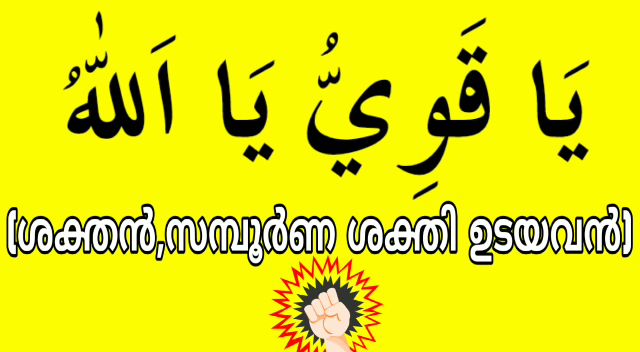 يَا قَوِيُّ يَا اَللّٰهُ
(ശക്തൻ,സമ്പൂർണ ശക്തി ഉടയവൻ)